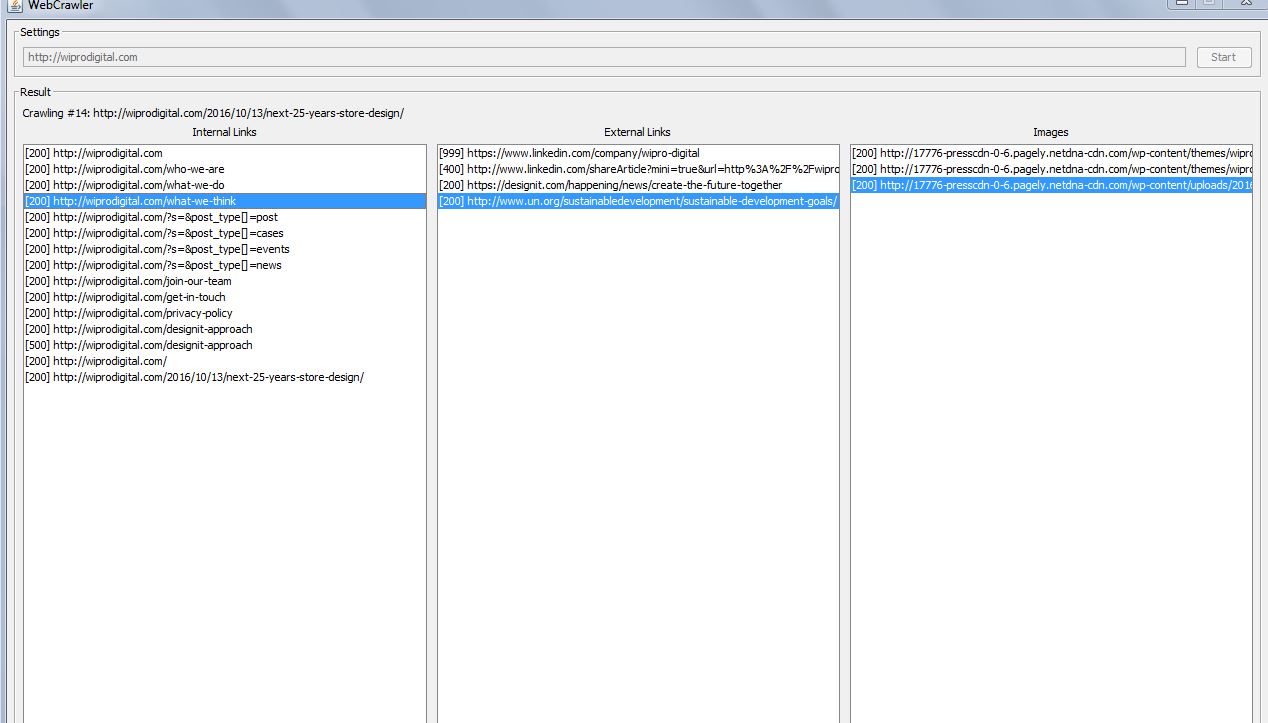 WebCrawler
Settings
http://wiprodigital.com
Start
Result
Crawling #14: http://wiprodigital.com/2016/10/13/next-25-years-store-design/
Internal Links
[200] http://wiprodigital.com
[200] http://wiprodigital.com/who-we-are
[200] http://wiprodigital.com/what-we-do
[200] http://wiprodigital.com/what-we-think
[200] http://wiprodigital.com/?s=&post_type[]=post
[200] http://wiprodigital.com/?s=&post_type[]=cases
[200] http://wiprodigital.com/?s=&post_type[]=events
[200] http://wiprodigital.com/?s=&post_type[]=news
[200] http://wiprodigital.com/join-our-team
[200] http://wiprodigital.com/get-in-touch
[200] http://wiprodigital.com/privacy-policy
[200] http://wiprodigital.com/designit-approach
[500] http://wiprodigital.com/designit-approach
[200] http://wiprodigital.com/
[200] http://wiprodigital.com/2016/10/13/next-25-years-store-design/
External Links
[999] https://www.linkedin.com/company/wipro-digital
[400] http://www.linkedin.com/shareArticle?mini=true&url=http%3A%2F%2Fwipro
[200] https://designit.com/happening/news/create-the-future-together
[200] http://www.un.org/sustainabledevelopment/sustainable-development-goals/
Images
[200] http://17776-presscdn-0-6.pagely.netdna-cdn.com/wp-content/themes/wipro
[200] http://17776-presscdn-0-6.pagely.netdna-cdn.com/wp-content/themes/wipro
[200] http://17776-presscdn-0-6.pagely.netdna-cdn.com/wp-content/uploads/2016